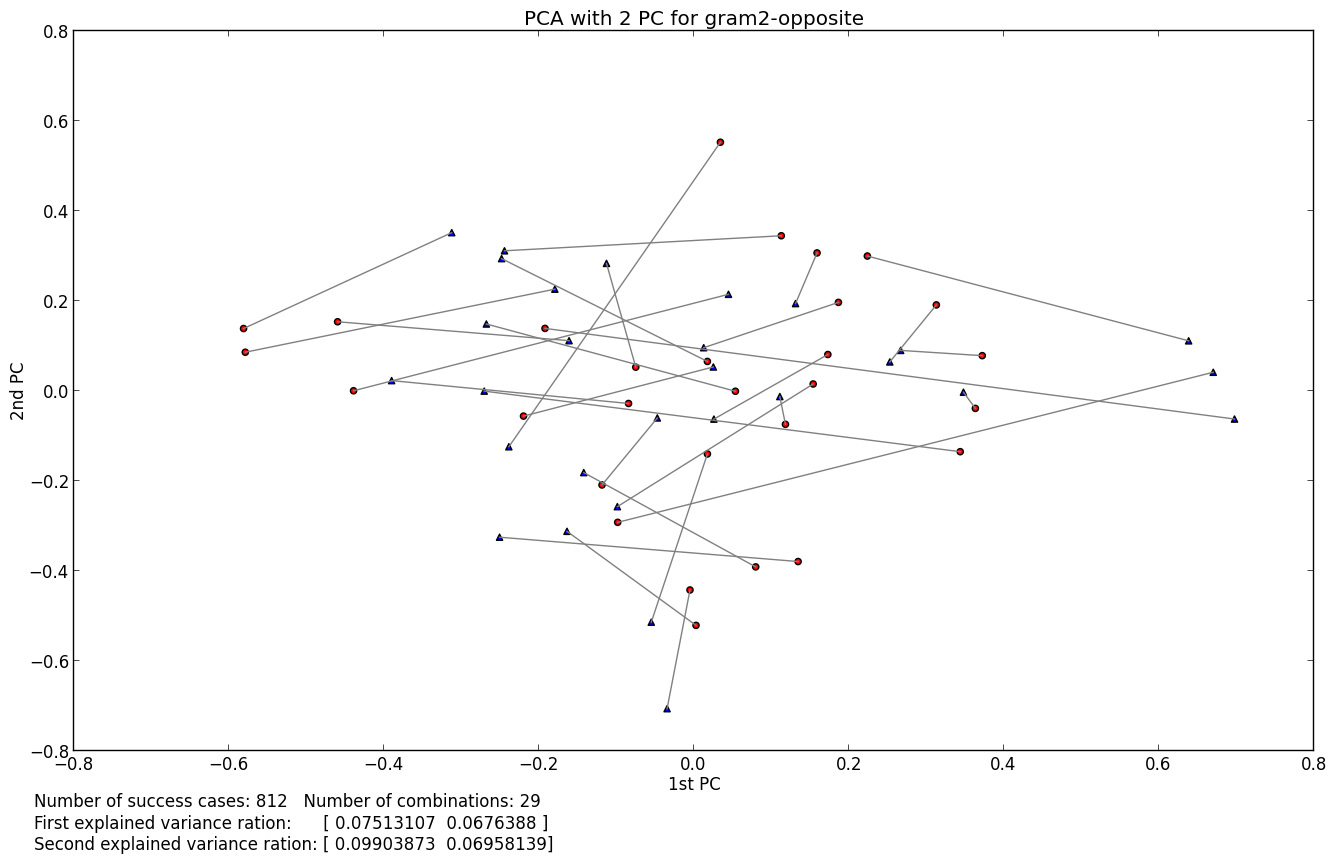 PCA with 2 PC for gram2-opposite
0.8
0.6
0.4
0.2
0.0
−0.2
−0.4
−0.6
−0.8
2nd PC
−0.8 −0.6 −0.4 −0.2 0.0 0.2 0.4 0.6 0.8
1st PC
Number of success cases: 812 Number of combinations: 29
First explained variance ration: [ 0.07513107 0.0676388 ]
Second explained variance ration: [ 0.09903873 0.06958139]